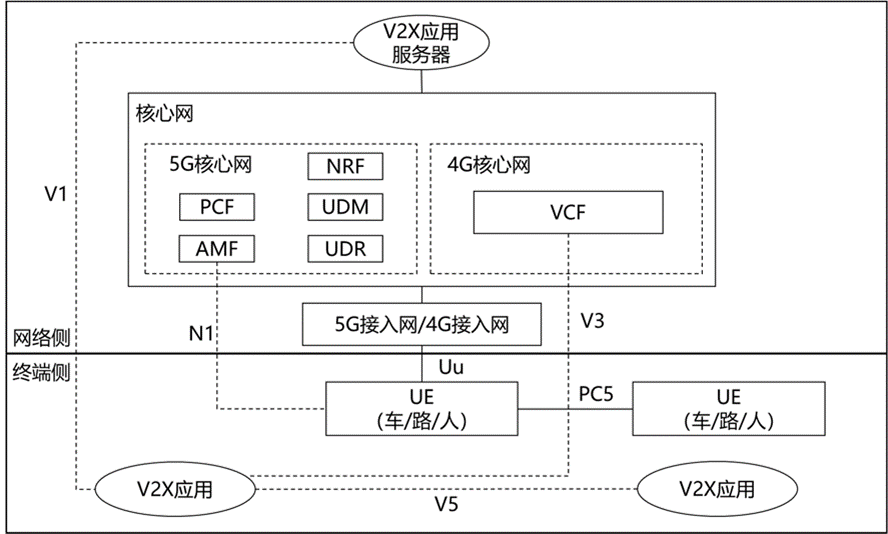 V2X应用
服务器
核心网
5G核心网
NRF
4G核心网
V1
PCF
UDM
VCF
AMF
UDR
N1
5G接入网/4G接入网
V3
网络侧
终端侧
Uu
UE
(车/路/人)
PC5
UE
(车/路/人)
V2X应用
V5
V2X应用